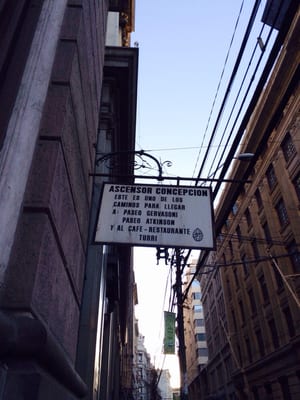 ASCENSOR CONCEPCION
ESTE ES UNO DE LOS
CAMINOS PARA LLEGAR
A: PASEO GERVASONI
PASEO ATKINSON
Y AL CAFE-RESTAURANTE
TURRI